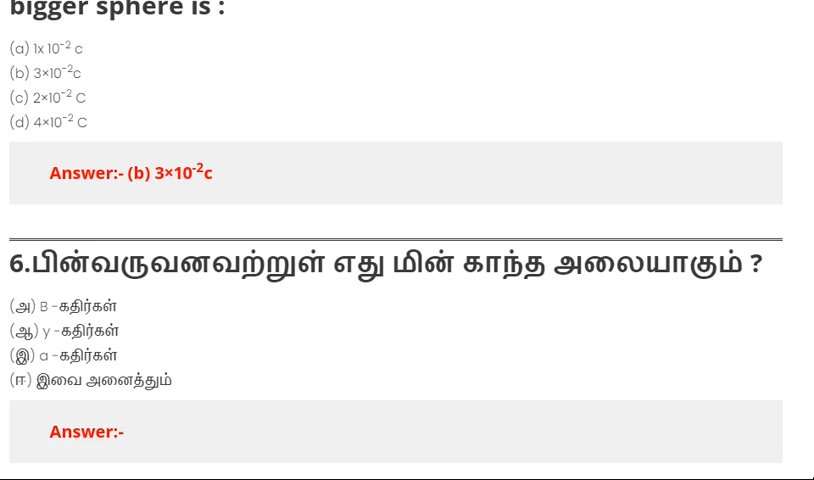 bigger sphere is :
(a) 1x 10⁻² c
(b) 3×10⁻²c
(c) 2×10⁻² C
(d) 4×10⁻² C
Answer:- (b) 3×10⁻²c
6.பின்வருவனவற்றுள் எது மின் காந்த அலையாகும் ?
(அ) B -கதிர்கள்
(ஆ) y -கதிர்கள்
(இ) a -கதிர்கள்
(ஈ) இவை அனைத்தும்
Answer:-